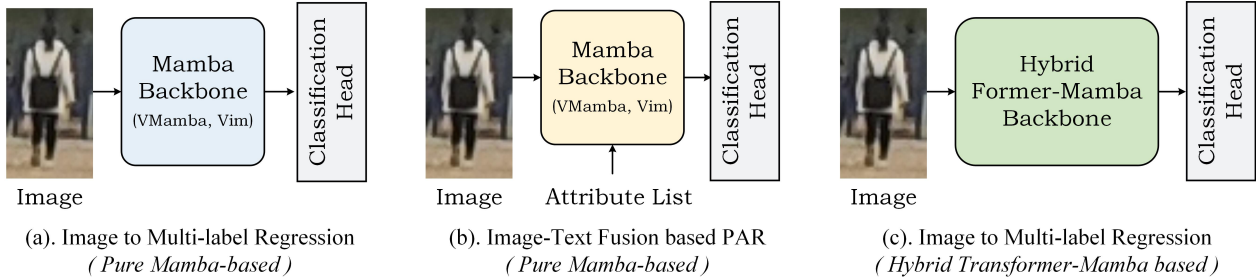 Mamba
Backbone
(VMamba, Vim)
Classification
Head
Image
(a). Image to Multi-label Regression
( Pure Mamba-based )
Mamba
Backbone
(VMamba, Vim)
Classification
Head
Image
Attribute List
(b). Image-Text Fusion based PAR
( Pure Mamba-based )
Hybrid
Former-Mamba
Backbone
Classification
Head
Image
(c). Image to Multi-label Regression
( Hybrid Transformer-Mamba based )